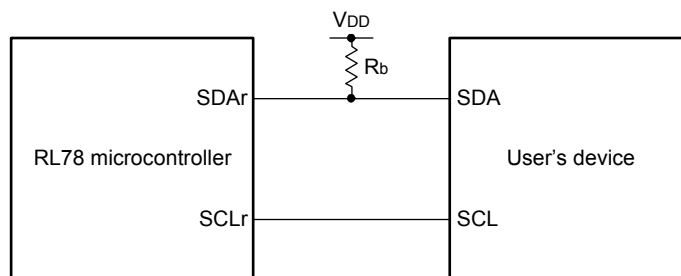 VDD
Rb
SDAr
SDA
RL78 microcontroller
User’s device
SCLr
SCL